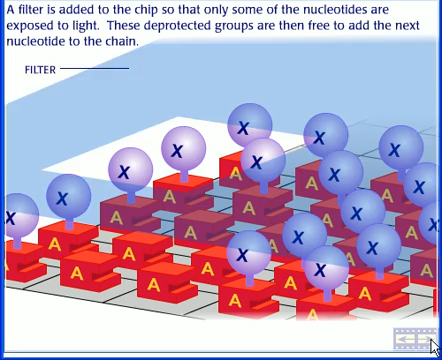 A filter is added to the chip so that only some of the nucleotides are
exposed to light.  These deprotected groups are then free to add the next
nucleotide to the chain.
FILTER
X X
X X X
X X X
X X
X X X X
X X
A A
A A A
A A A
A A A
A A A
A A A